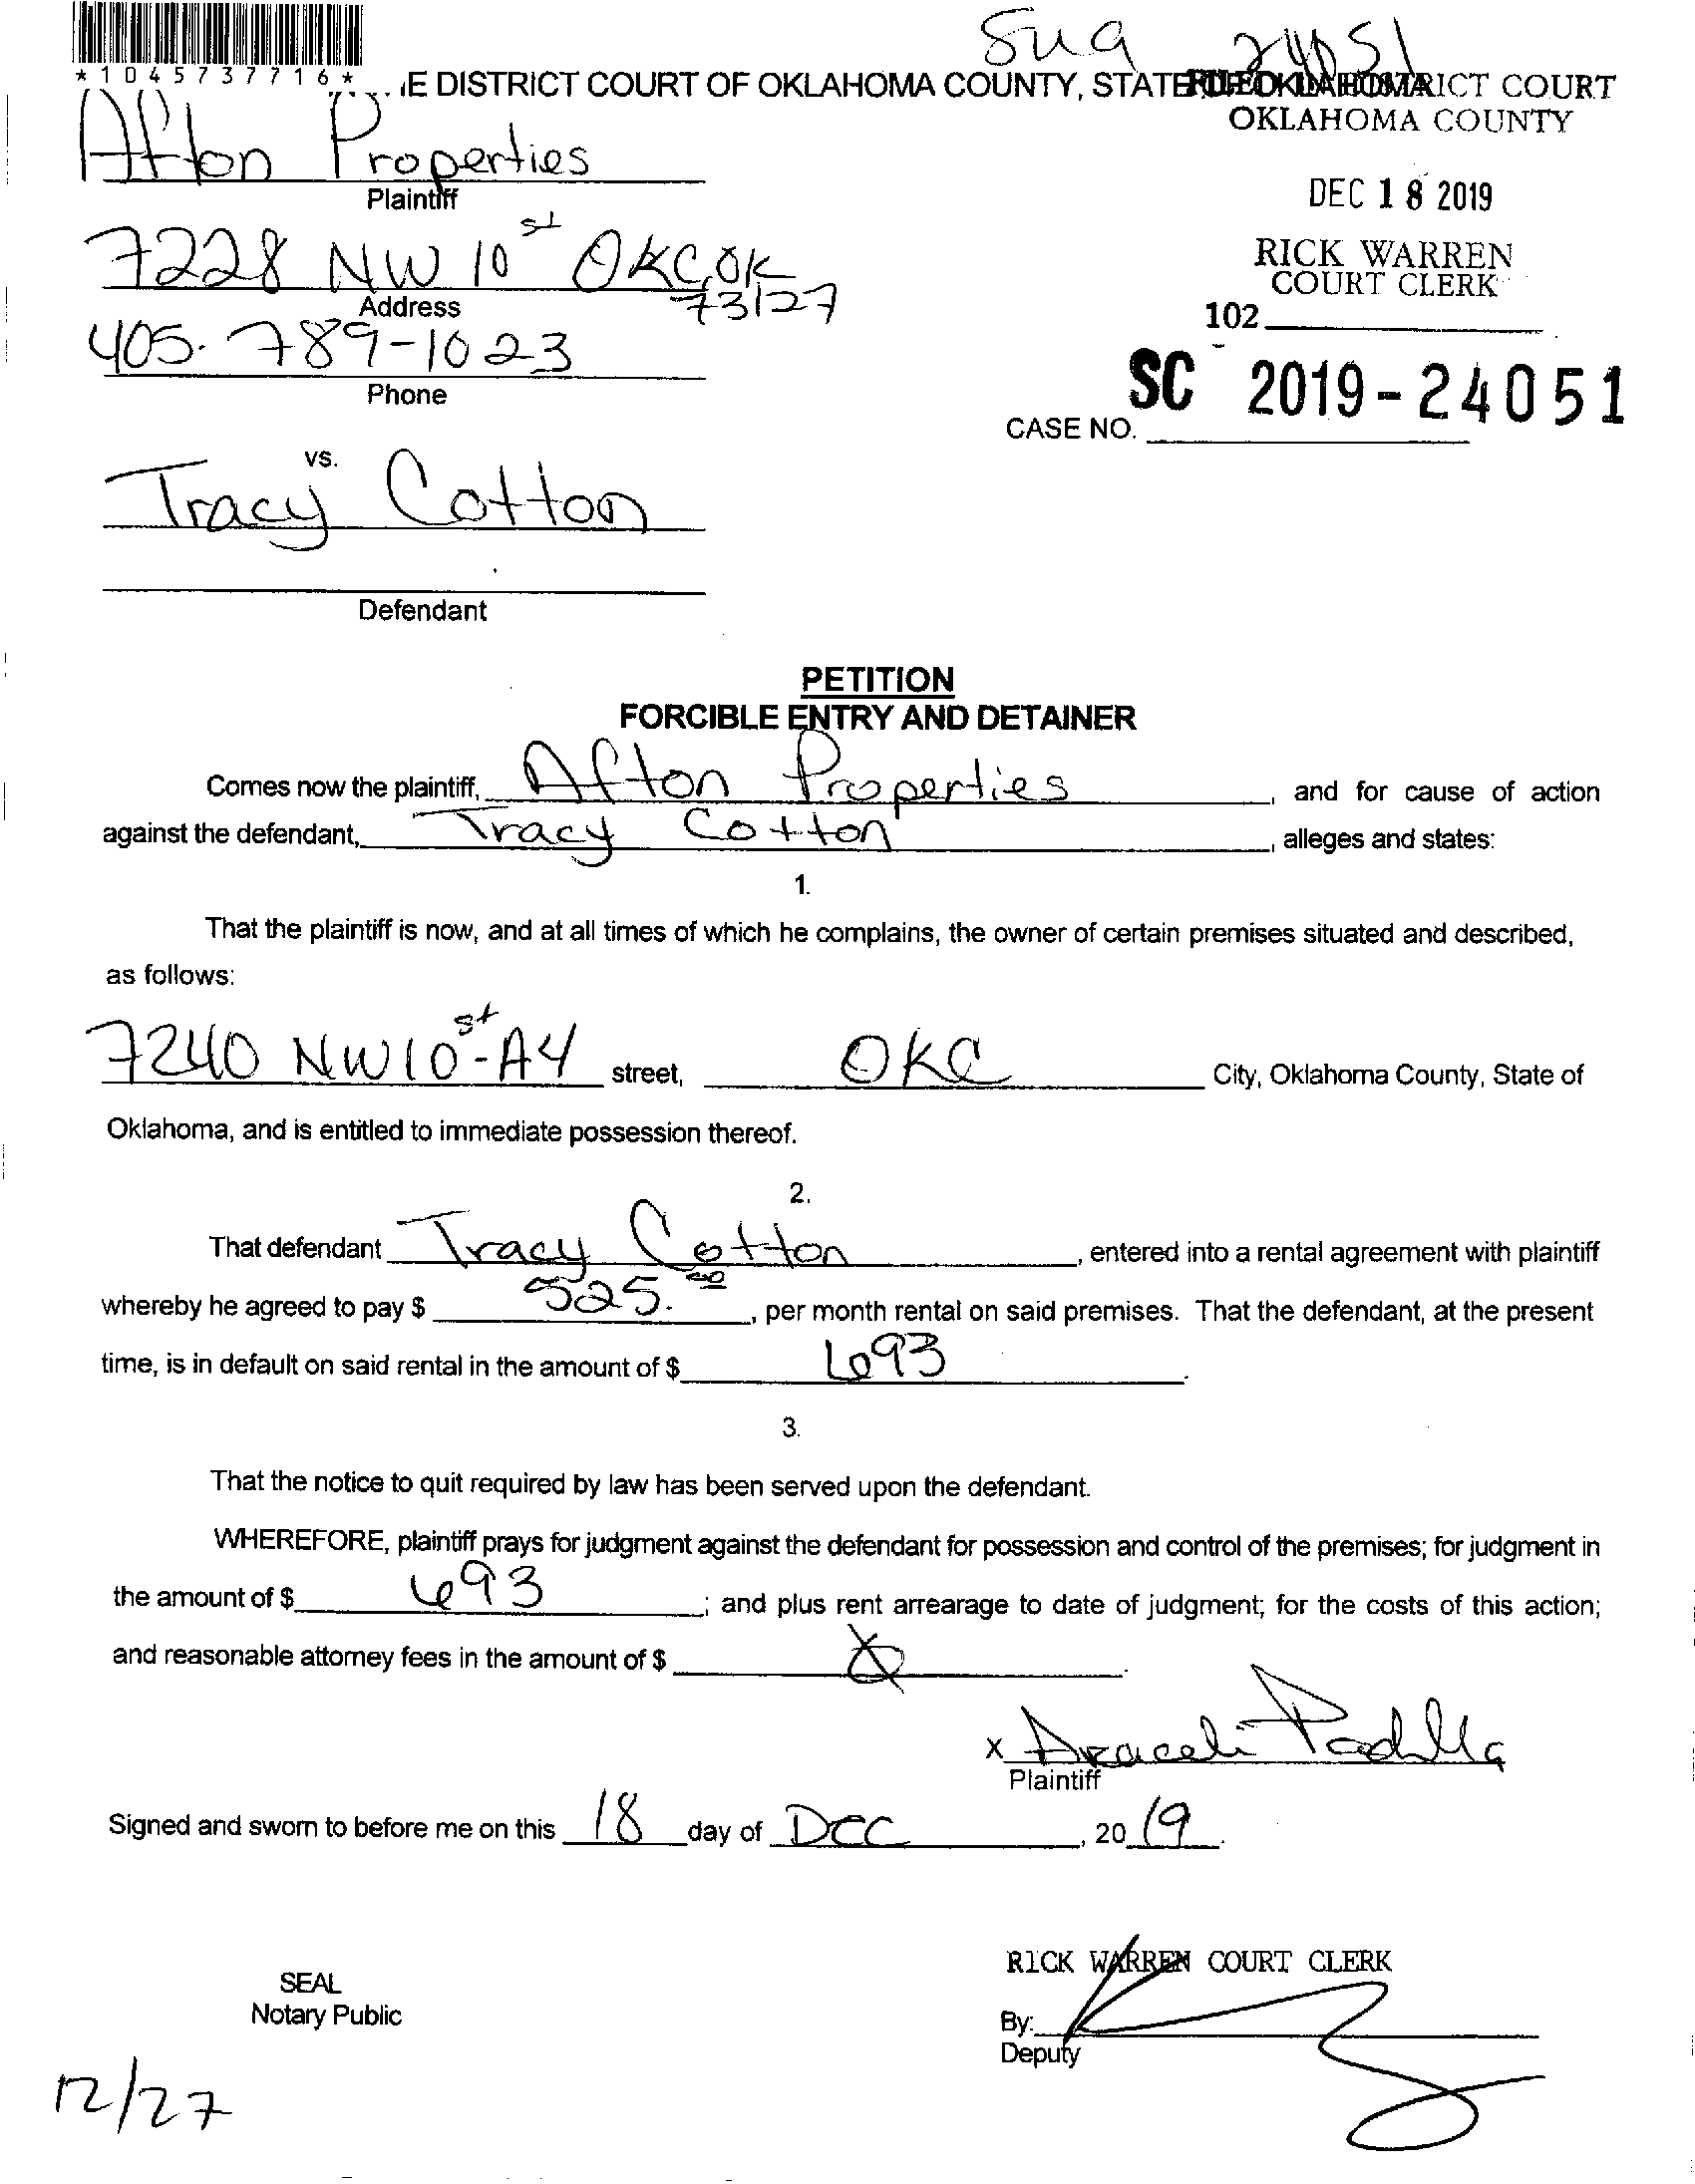 Sug 24051
*1045737716*
E DISTRICT COURT OF OKLAHOMA COUNTY, STATE OF OKLAHOMA
FILED IN DISTRICT COURT
OKLAHOMA COUNTY
Afton Properties
Plaintiff
DEC 18 2019
7228 NW 10st OKC, OK
73127
Address
RICK WARREN
COURT CLERK
102
405-789-1023
Phone
SC 2019-24051
CASE NO.
vs.
Tracy Cotton
Defendant
PETITION
FORCIBLE ENTRY AND DETAINER
Comes now the plaintiff, Afton Properties, and for cause of action
against the defendant, Tracy Cotton, alleges and states:
1.
That the plaintiff is now, and at all times of which he complains, the owner of certain premises situated and described,
as follows:
7240 NW 10st-A4 street, OKC City, Oklahoma County, State of
Oklahoma, and is entitled to immediate possession thereof.
2.
That defendant Tracy Cotton, entered into a rental agreement with plaintiff
whereby he agreed to pay $ 525.00, per month rental on said premises. That the defendant, at the present
time, is in default on said rental in the amount of $ 693.
3.
That the notice to quit required by law has been served upon the defendant.
WHEREFORE, plaintiff prays for judgment against the defendant for possession and control of the premises; for judgment in
the amount of $ 693; and plus rent arrearage to date of judgment; for the costs of this action;
and reasonable attorney fees in the amount of $
x Araceli Padilla
Plaintiff
Signed and sworn to before me on this 18 day of Dec, 2019.
RICK WARREN COURT CLERK
SEAL
Notary Public
By:
Deputy
12/27